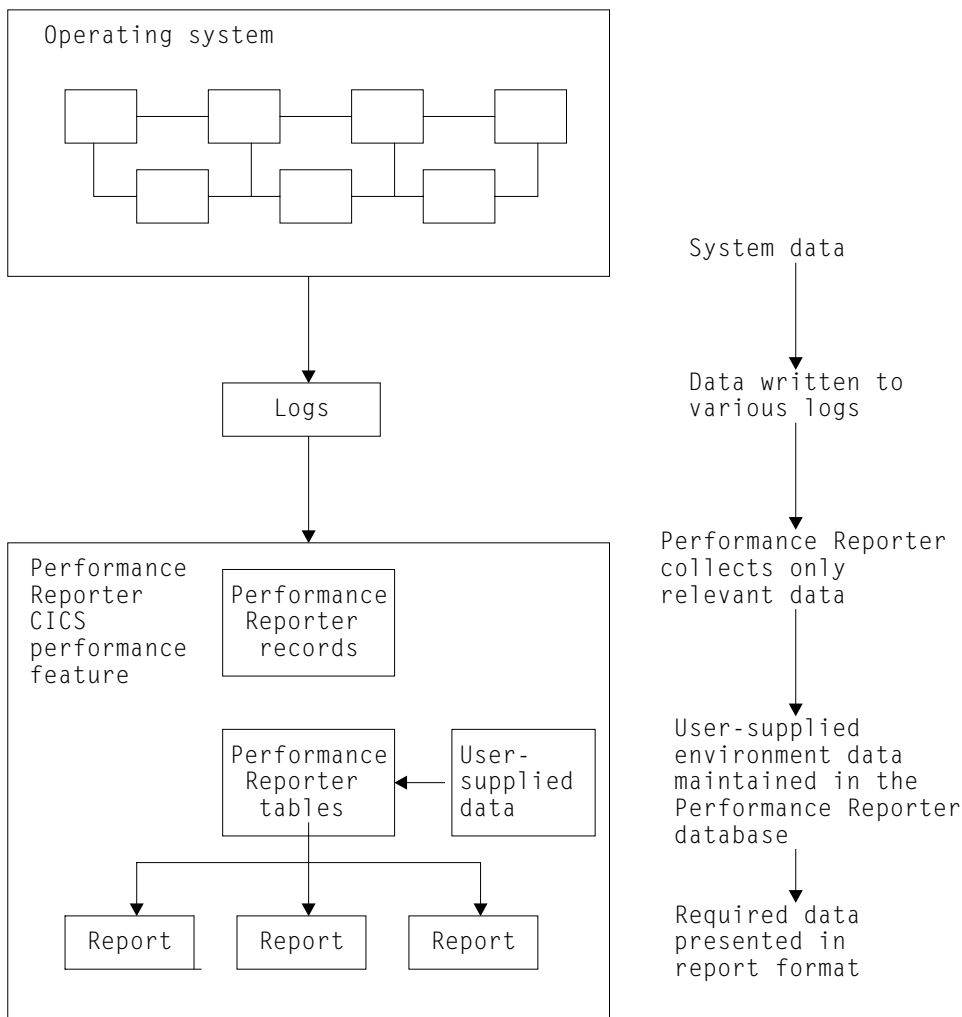 Operating system
System data
Logs
Data written to
various logs
Performance
Reporter
CICS
performance
feature
Performance
Reporter
records
Performance Reporter
collects only
relevant data
Performance
Reporter
tables
User-
supplied
data
User-supplied
environment data
maintained in the
Performance Reporter
database
Report
Report
Report
Required data
presented in
report format